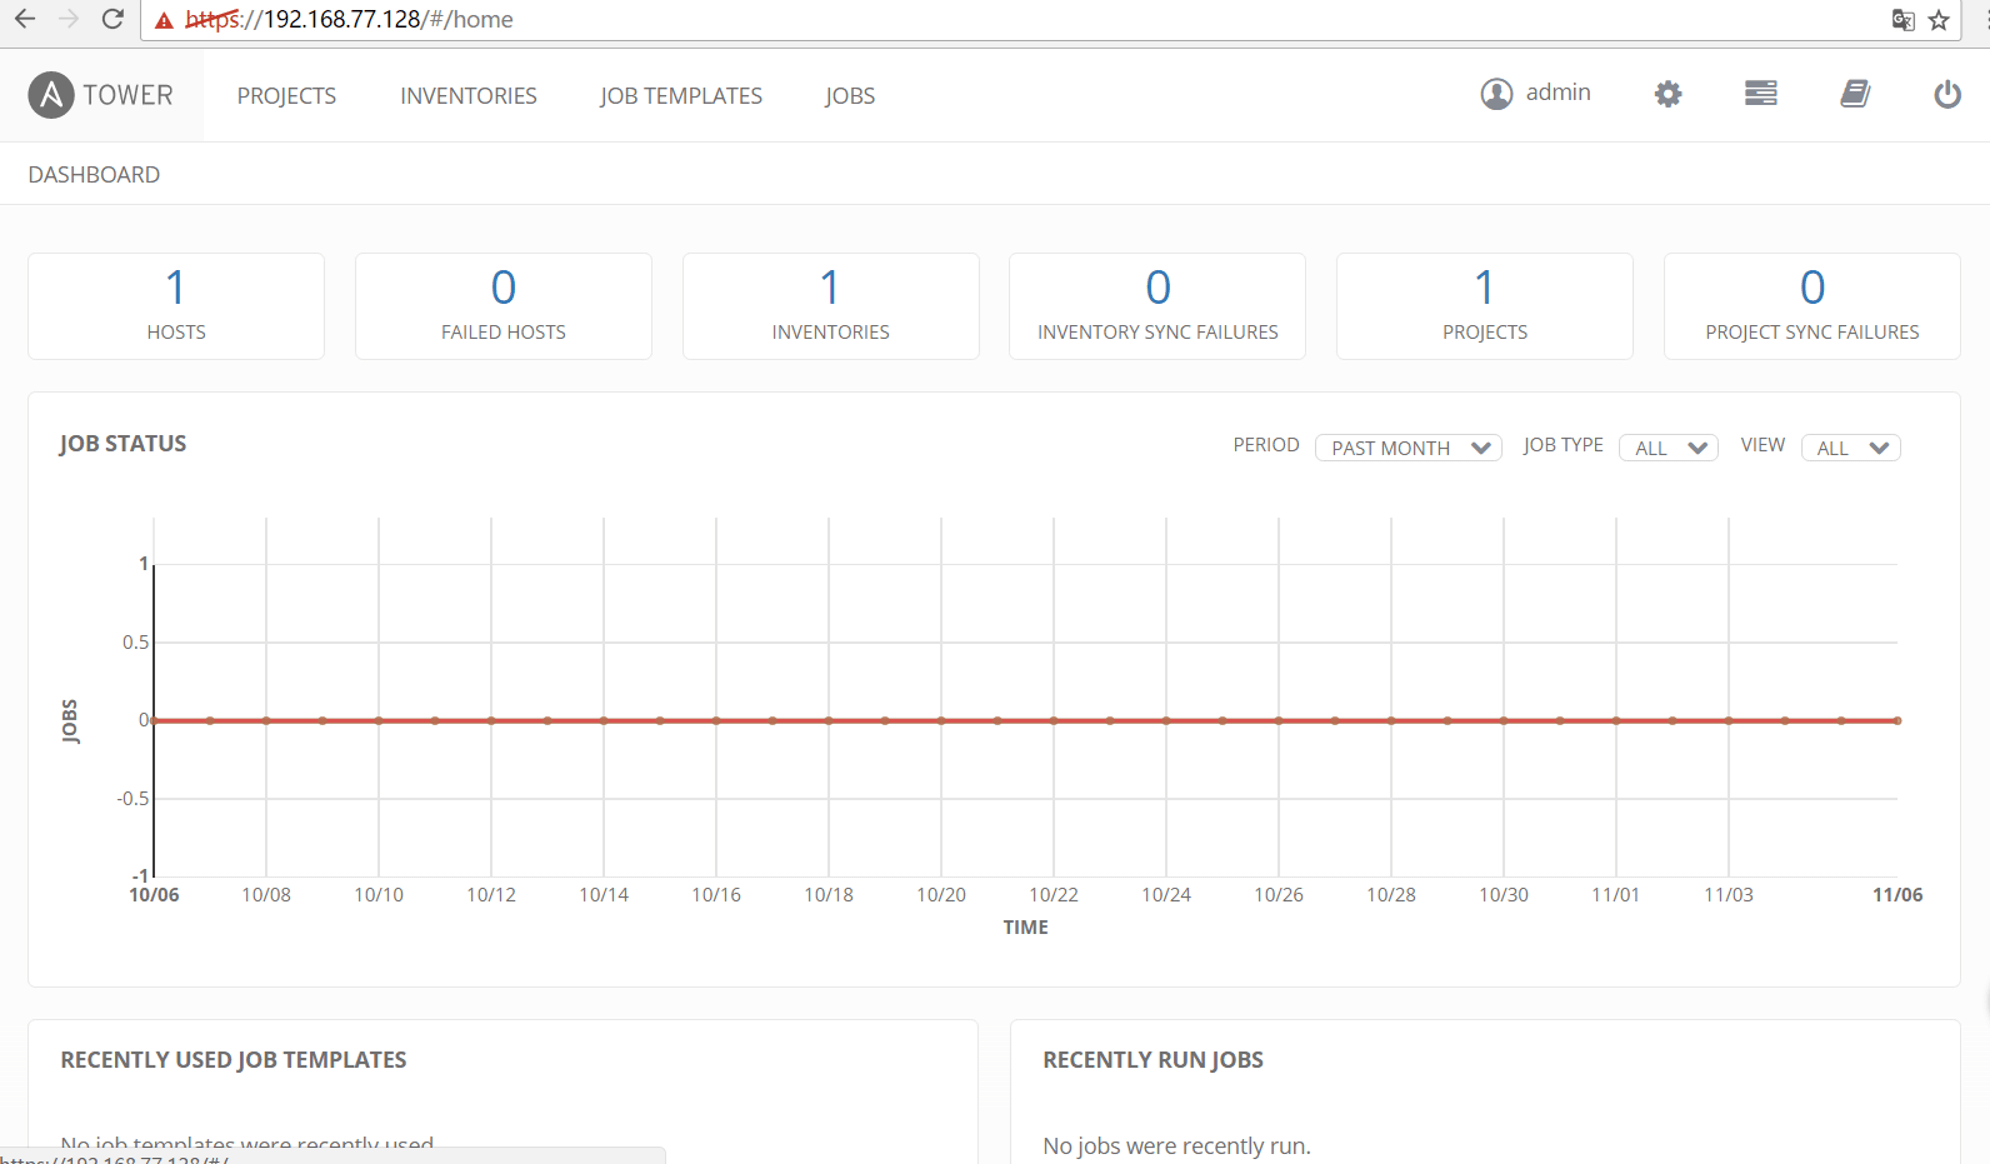 https://192.168.77.128/#/home
A TOWER PROJECTS INVENTORIES JOB TEMPLATES JOBS admin
DASHBOARD
1 0 1 0 1 0
HOSTS FAILED HOSTS INVENTORIES INVENTORY SYNC FAILURES PROJECTS PROJECT SYNC FAILURES
JOB STATUS PERIOD PAST MONTH JOB TYPE ALL VIEW ALL
1
0.5
0
-0.5
-1
JOBS
10/06 10/08 10/10 10/12 10/14 10/16 10/18 10/20 10/22 10/24 10/26 10/28 10/30 11/01 11/03 11/06
TIME
RECENTLY USED JOB TEMPLATES RECENTLY RUN JOBS
No job templates were recently used No jobs were recently run.
https://192.168.77.128/#/